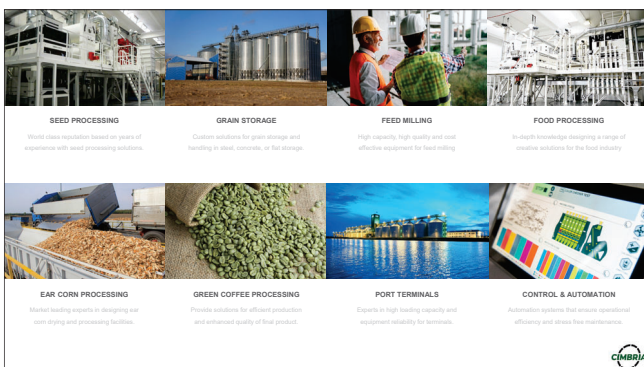 SEED PROCESSING
World class reputation based on years of
experience with seed processing solutions.
GRAIN STORAGE
Custom solutions for grain storage and
handling in steel, concrete, or flat storage.
FEED MILLING
High capacity, high quality and cost
effective equipment for feed milling
FOOD PROCESSING
In-depth knowledge designing a range of
creative solutions for the food industry
EAR CORN PROCESSING
Market leading experts in designing ear
corn drying and processing facilities.
GREEN COFFEE PROCESSING
Provide solutions for efficient production
and enhanced quality of final product.
PORT TERMINALS
Experts in high loading capacity and
equipment reliability for terminals.
CONTROL & AUTOMATION
Automation systems that ensure operational
efficiency and stress free maintenance.
CIMBRIA